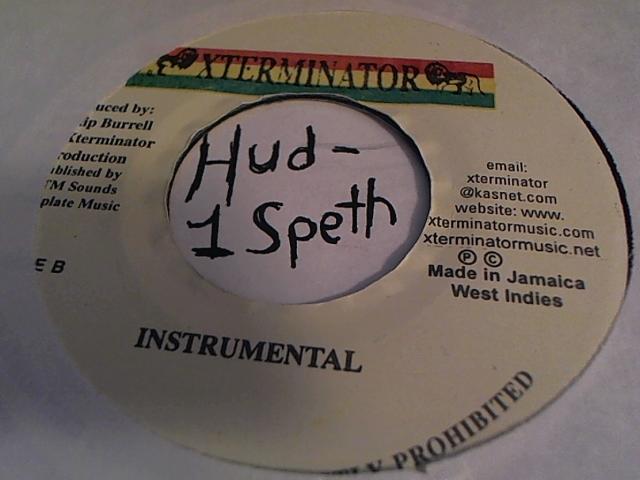 XTERMINATOR
uced by:
ip Burrell
Xterminator
roduction
ublished by
TM Sounds
plate Music
E B
Hud-
1 Speth
email:
xterminator
@kasnet.com
website: www.
xterminatormusic.com
xterminatormusic.net
Ⓟ ©
Made in Jamaica
West Indies
INSTRUMENTAL
LY PROHIBITED